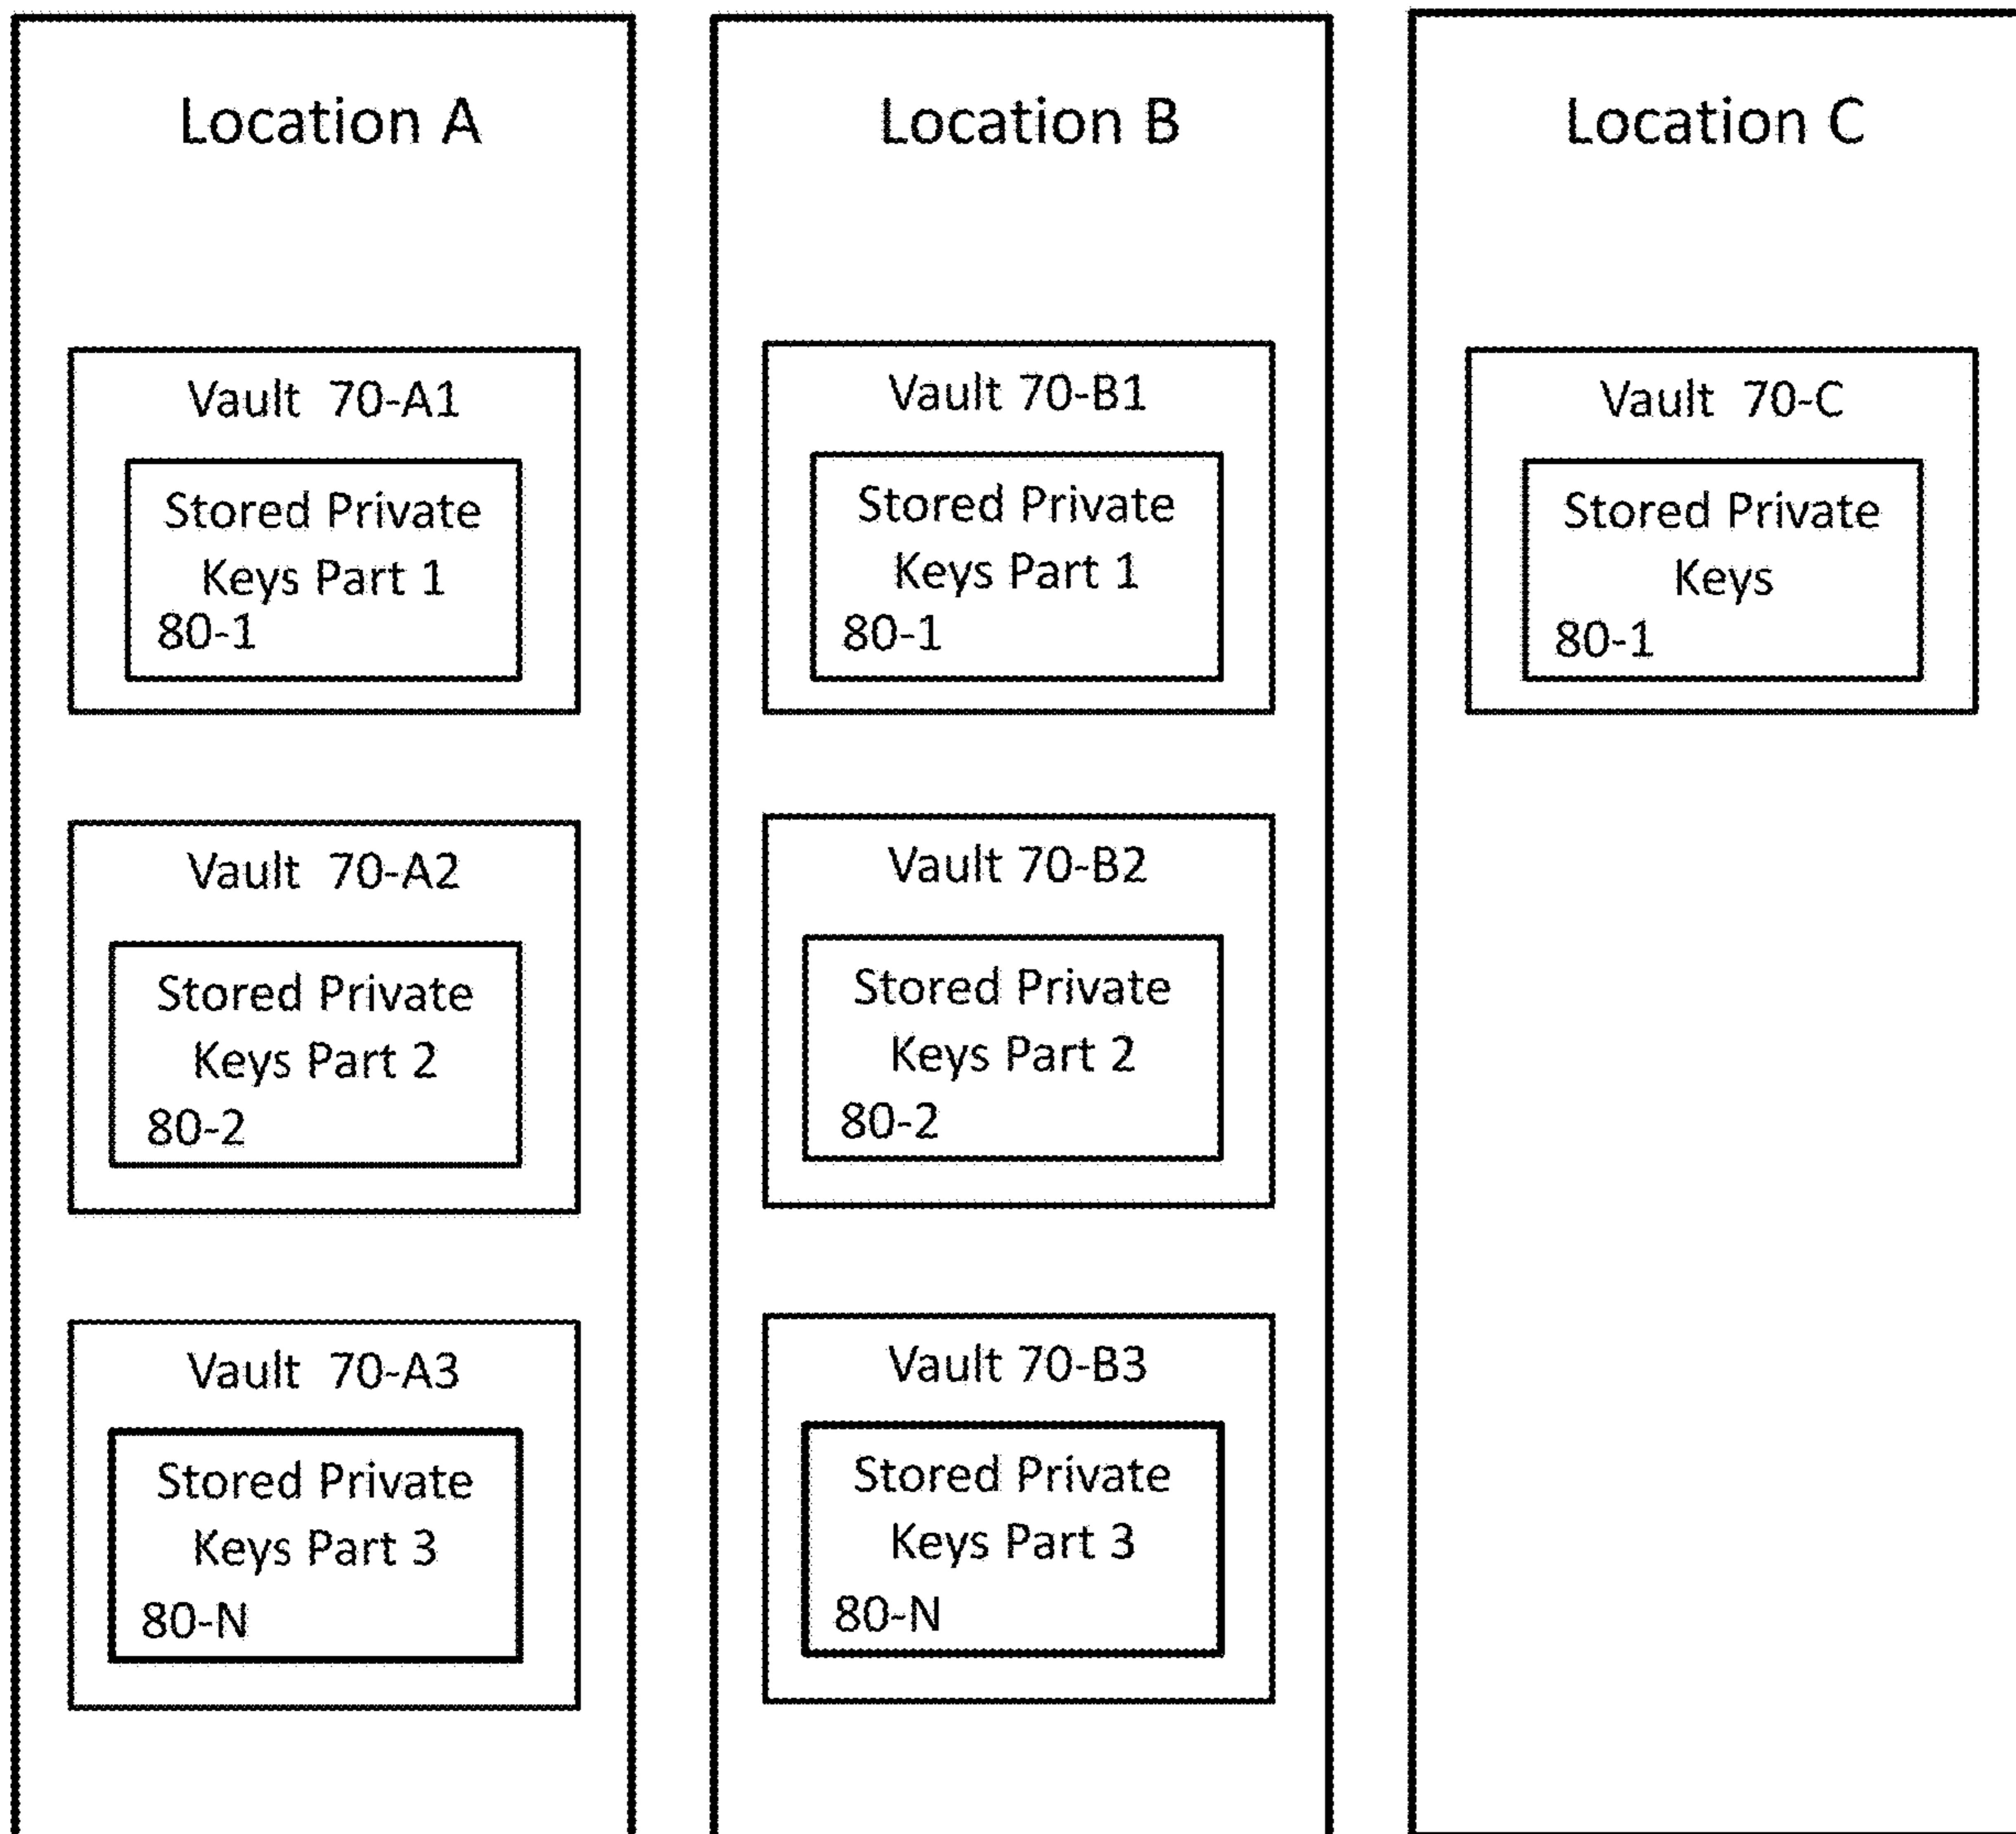 Location A
Vault 70-A1
Stored Private
Keys Part 1
80-1
Vault 70-A2
Stored Private
Keys Part 2
80-2
Vault 70-A3
Stored Private
Keys Part 3
80-N
Location B
Vault 70-B1
Stored Private
Keys Part 1
80-1
Vault 70-B2
Stored Private
Keys Part 2
80-2
Vault 70-B3
Stored Private
Keys Part 3
80-N
Location C
Vault 70-C
Stored Private
Keys
80-1